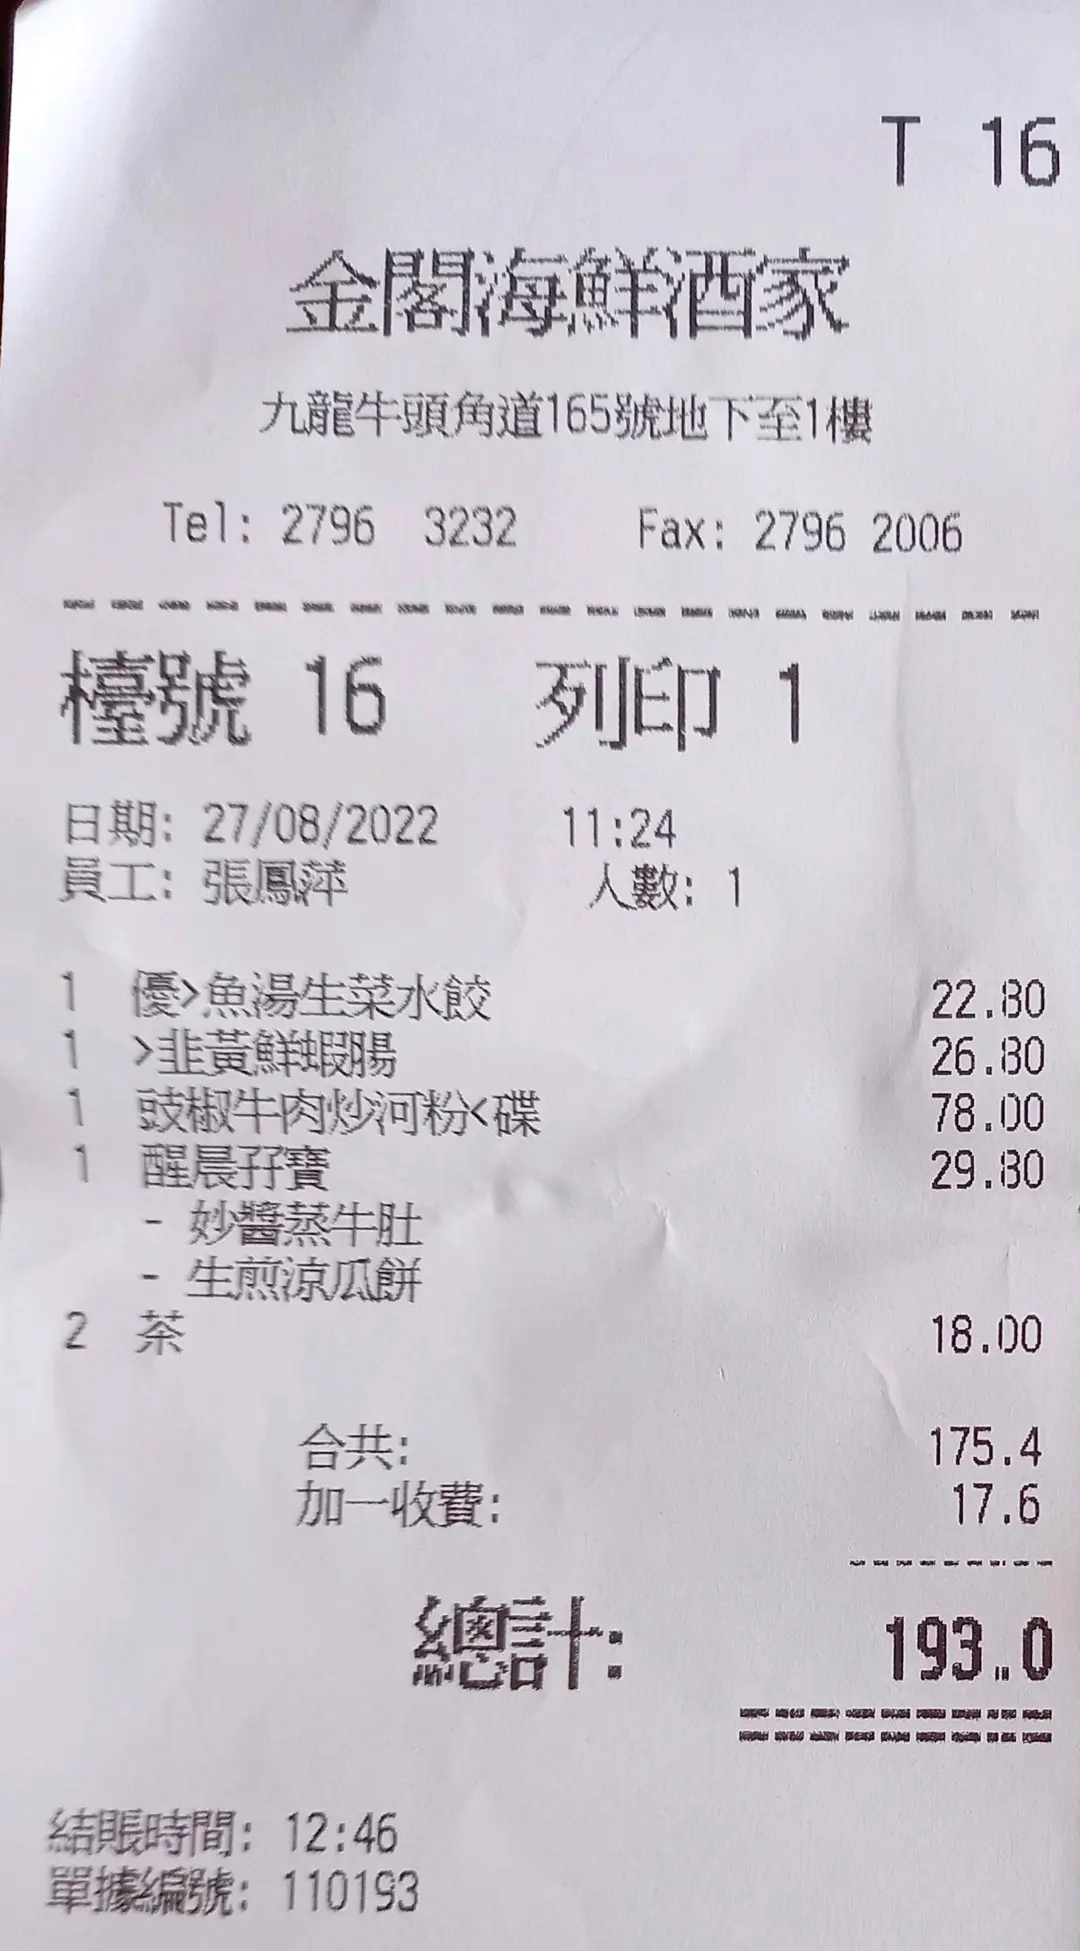 T 16
金閣海鮮酒家
九龍牛頭角道165號地下至1樓
Tel: 2796 3232 Fax: 2796 2006
檯號 16 列印 1
日期: 27/08/2022 11:24
員工: 張鳳萍 人數: 1
1 優>魚湯生菜水餃 22.80
1 >韭黃鮮蝦腸 26.80
1 豉椒牛肉炒河粉<碟 78.00
1 醒晨孖寶 29.80
- 妙醬蒸牛肚
- 生煎涼瓜餅
2 茶 18.00
合共: 175.4
加一收費: 17.6
總計: 193.0
結賬時間: 12:46
單據編號: 110193